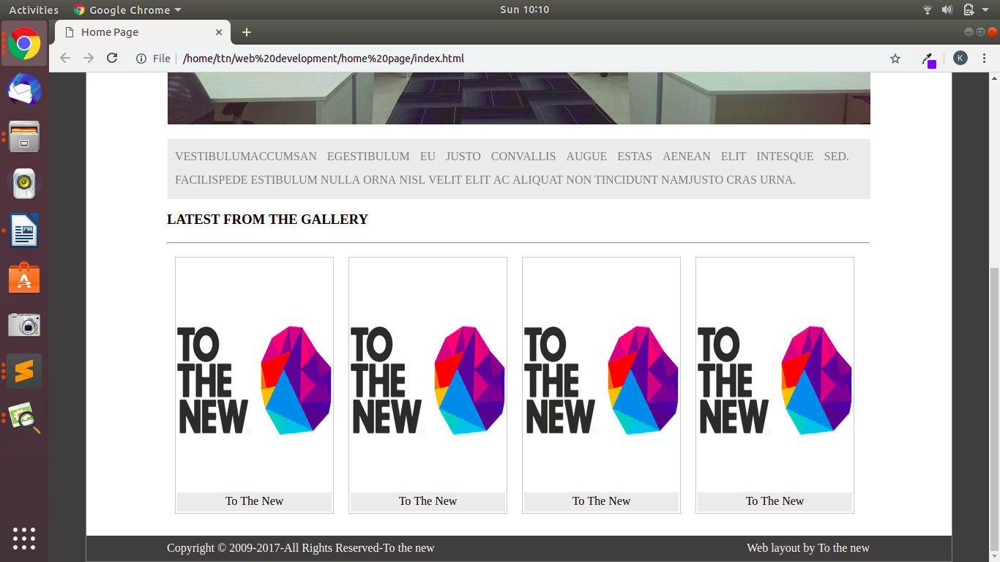 Activities Google Chrome Sun 10:10
Home Page
File /home/ttn/web%20development/home%20page/index.html K
VESTIBULUMACCUMSAN EGESTIBULUM EU JUSTO CONVALLIS AUGUE ESTAS AENEAN ELIT INTESQUE SED.
FACILISPEDE ESTIBULUM NULLA ORNA NISL VELIT ELIT AC ALIQUAT NON TINCIDUNT NAMJUSTO CRAS URNA.
LATEST FROM THE GALLERY
TO
THE
NEW
TO
THE
NEW
TO
THE
NEW
TO
THE
NEW
To The New To The New To The New To The New
Copyright © 2009-2017-All Rights Reserved-To the new Web layout by To the new